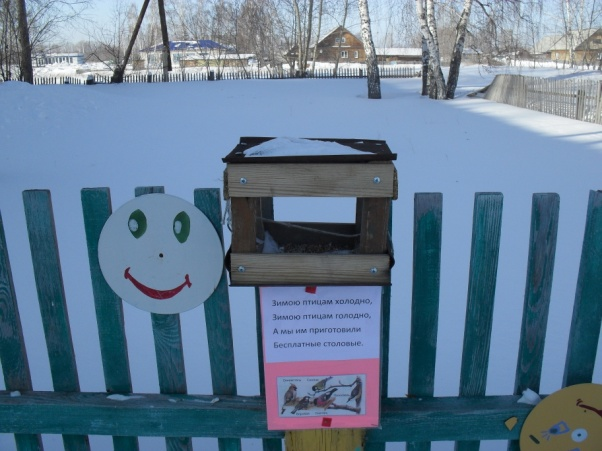 Зимою птицам холодно,
Зимою птицам голодно,
А мы им приготовили
Бесплатные столовые.